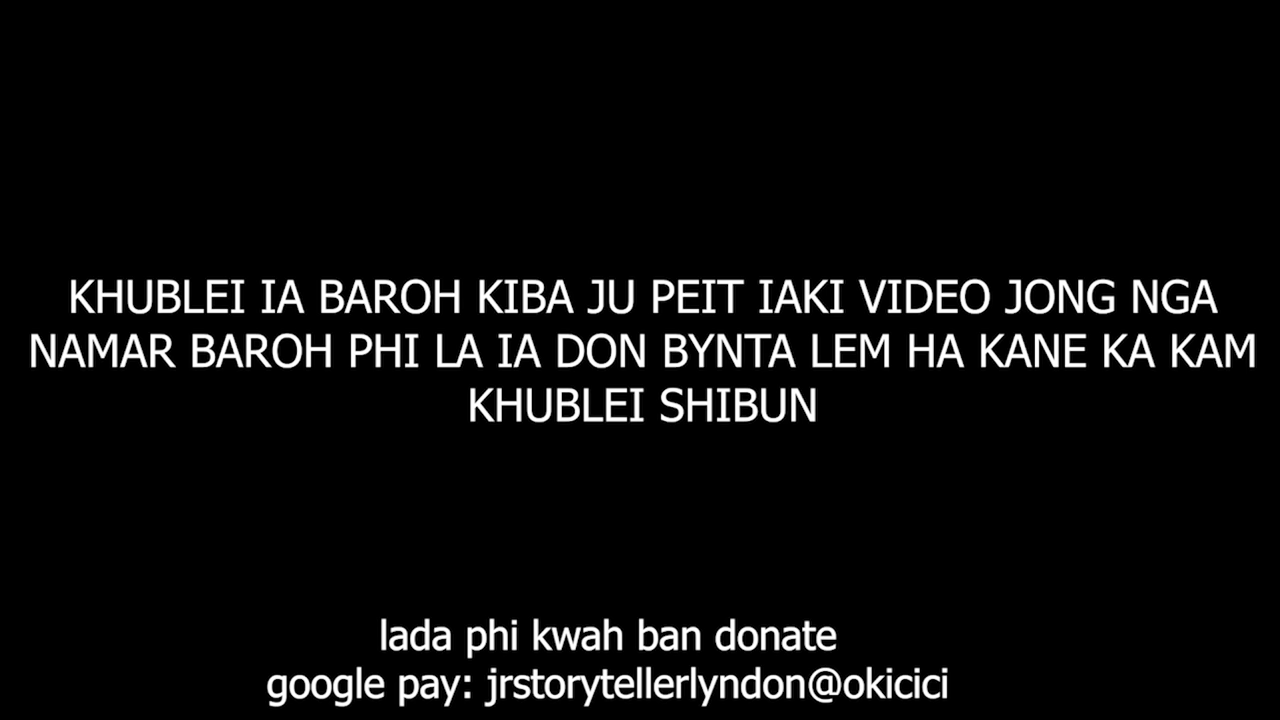 KHUBLEI IA BAROH KIBA JU PEIT IAKI VIDEO JONG NGA
NAMAR BAROH PHI LA IA DON BYNTA LEM HA KANE KA KAM
KHUBLEI SHIBUN
lada phi kwah ban donate
google pay: jrstorytellerlyndon@okicici